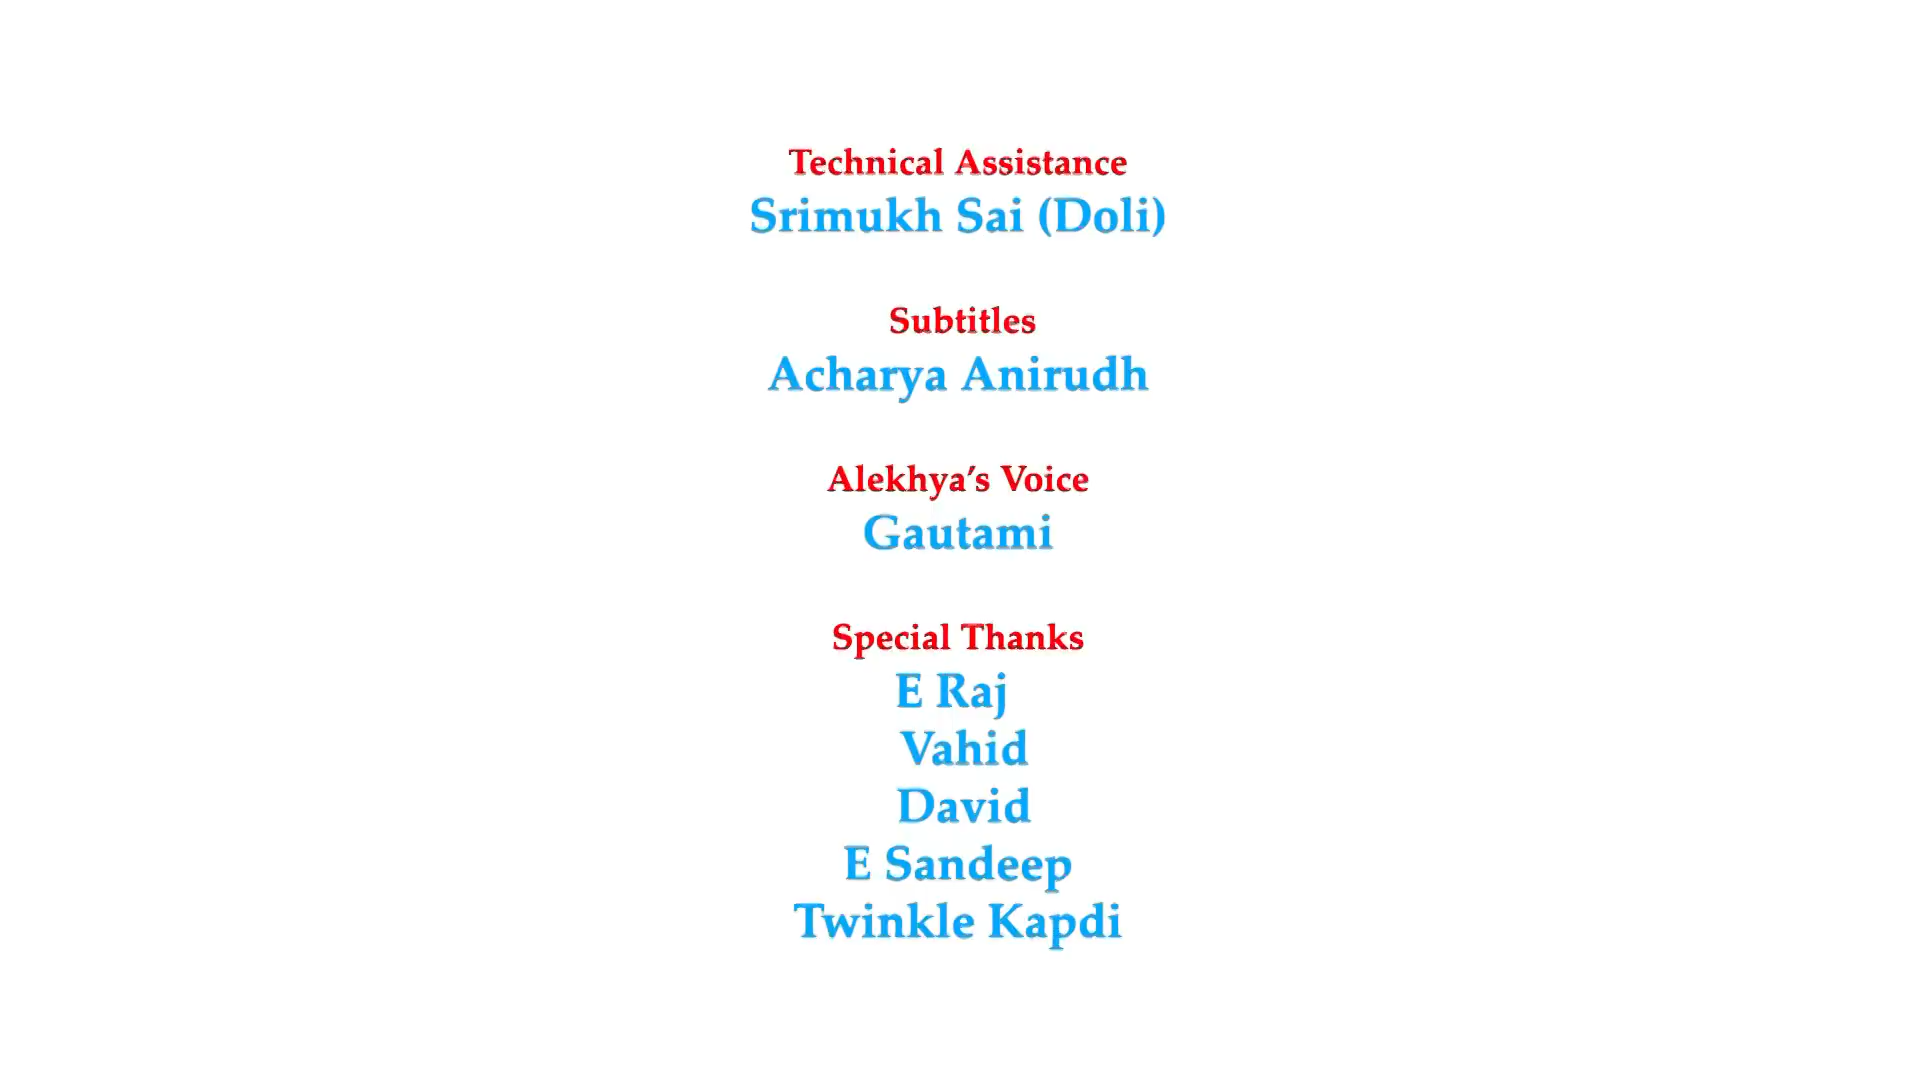 Technical Assistance
Srimukh Sai (Doli)
Subtitles
Acharya Anirudh
Alekhya’s Voice
Gautami
Special Thanks
E Raj
Vahid
David
E Sandeep
Twinkle Kapdi